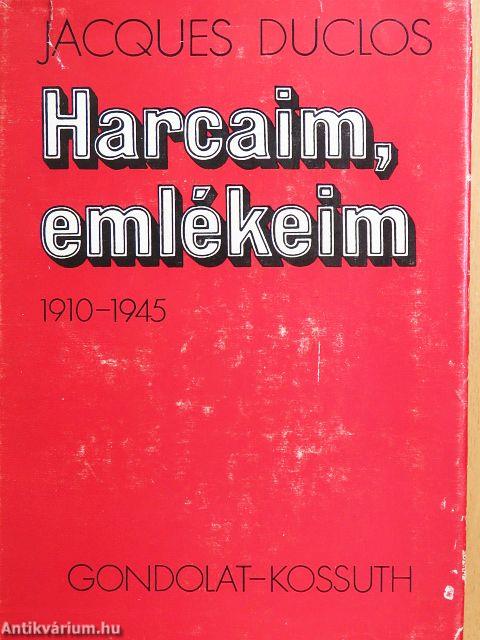 JACQUES DUCLOS
Harcaim,
emlékeim
1910-1945
GONDOLAT-KOSSUTH
Antikvárium.hu